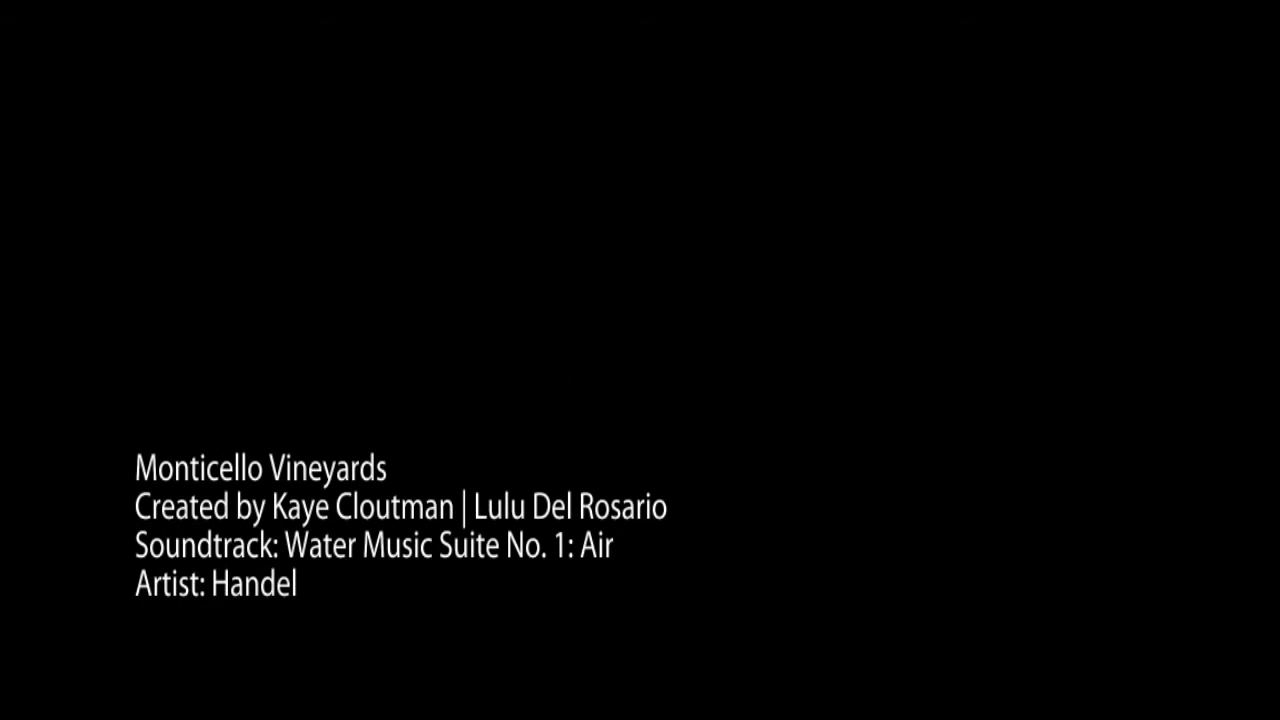 Monticello Vineyards
Created by Kaye Cloutman | Lulu Del Rosario
Soundtrack: Water Music Suite No. 1: Air
Artist: Handel